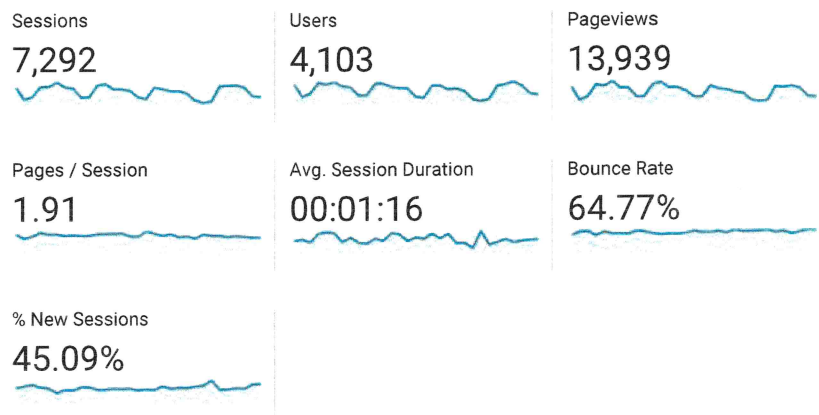 Sessions
7,292
Users
4,103
Pageviews
13,939
Pages / Session
1.91
Avg. Session Duration
00:01:16
Bounce Rate
64.77%
% New Sessions
45.09%